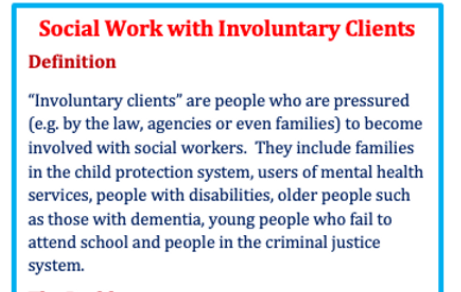 Social Work with Involuntary Clients
Definition
“Involuntary clients” are people who are pressured
(e.g. by the law, agencies or even families) to become
involved with social workers.  They include families
in the child protection system, users of mental health
services, people with disabilities, older people such
as those with dementia, young people who fail to
attend school and people in the criminal justice
system.